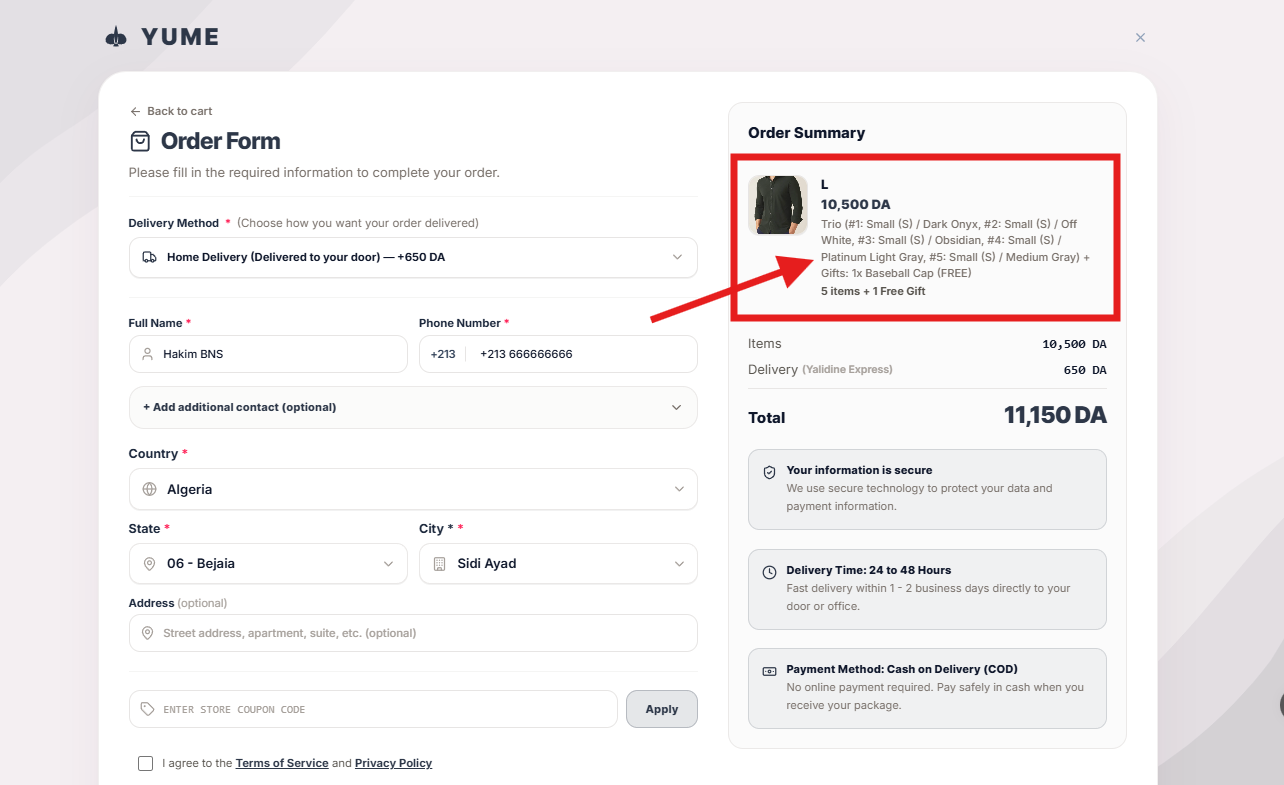 YUME
Back to cart
Order Form
Please fill in the required information to complete your order.
Delivery Method * (Choose how you want your order delivered)
Home Delivery (Delivered to your door) — +650 DA
Full Name *
Phone Number *
Hakim BNS
+213
+213 666666666
+ Add additional contact (optional)
Country *
Algeria
State *
City * *
06 - Bejaia
Sidi Ayad
Address (optional)
Street address, apartment, suite, etc. (optional)
ENTER STORE COUPON CODE
Apply
I agree to the Terms of Service and Privacy Policy
Order Summary
L
10,500 DA
Trio (#1: Small (S) / Dark Onyx, #2: Small (S) / Off
White, #3: Small (S) / Obsidian, #4: Small (S) /
Platinum Light Gray, #5: Small (S) / Medium Gray) +
Gifts: 1x Baseball Cap (FREE)
5 items + 1 Free Gift
Items 10,500 DA
Delivery (Yalidine Express) 650 DA
Total 11,150 DA
Your information is secure
We use secure technology to protect your data and
payment information.
Delivery Time: 24 to 48 Hours
Fast delivery within 1 - 2 business days directly to your
door or office.
Payment Method: Cash on Delivery (COD)
No online payment required. Pay safely in cash when you
receive your package.